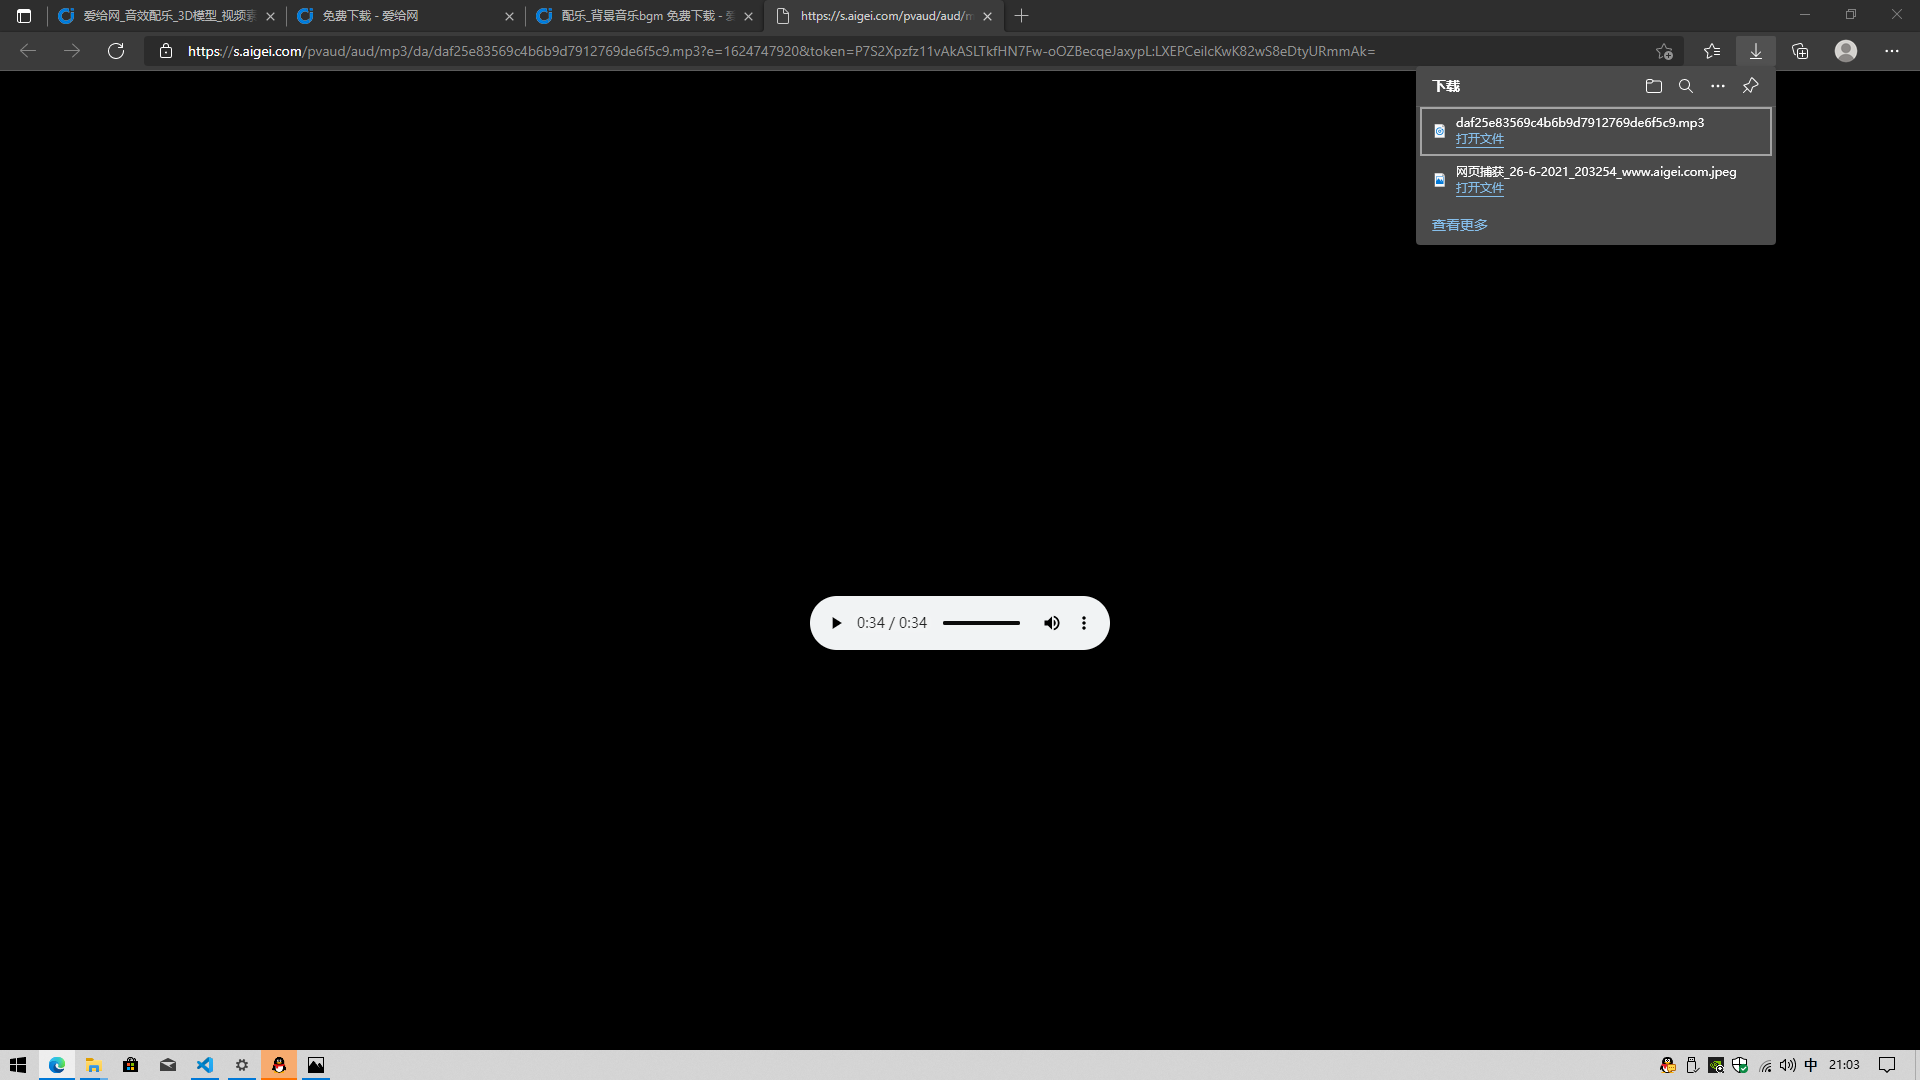 爱给网_音效配乐_3D模型_视频素
免费下载 - 爱给网
配乐_背景音乐bgm 免费下载 - 爱
https://s.aigei.com/pvaud/aud/m
https://s.aigei.com/pvaud/aud/mp3/da/daf25e83569c4b6b9d7912769de6f5c9.mp3?e=1624747920&token=P7S2Xpzfz11vAkASLTkfHN7Fw-oOZBecqeJaxypL:LXEPCeiIcKwK82wS8eDtyURmmAk=
下载
daf25e83569c4b6b9d7912769de6f5c9.mp3
打开文件
网页捕获_26-6-2021_203254_www.aigei.com.jpeg
打开文件
查看更多
0:34 / 0:34
中
21:03